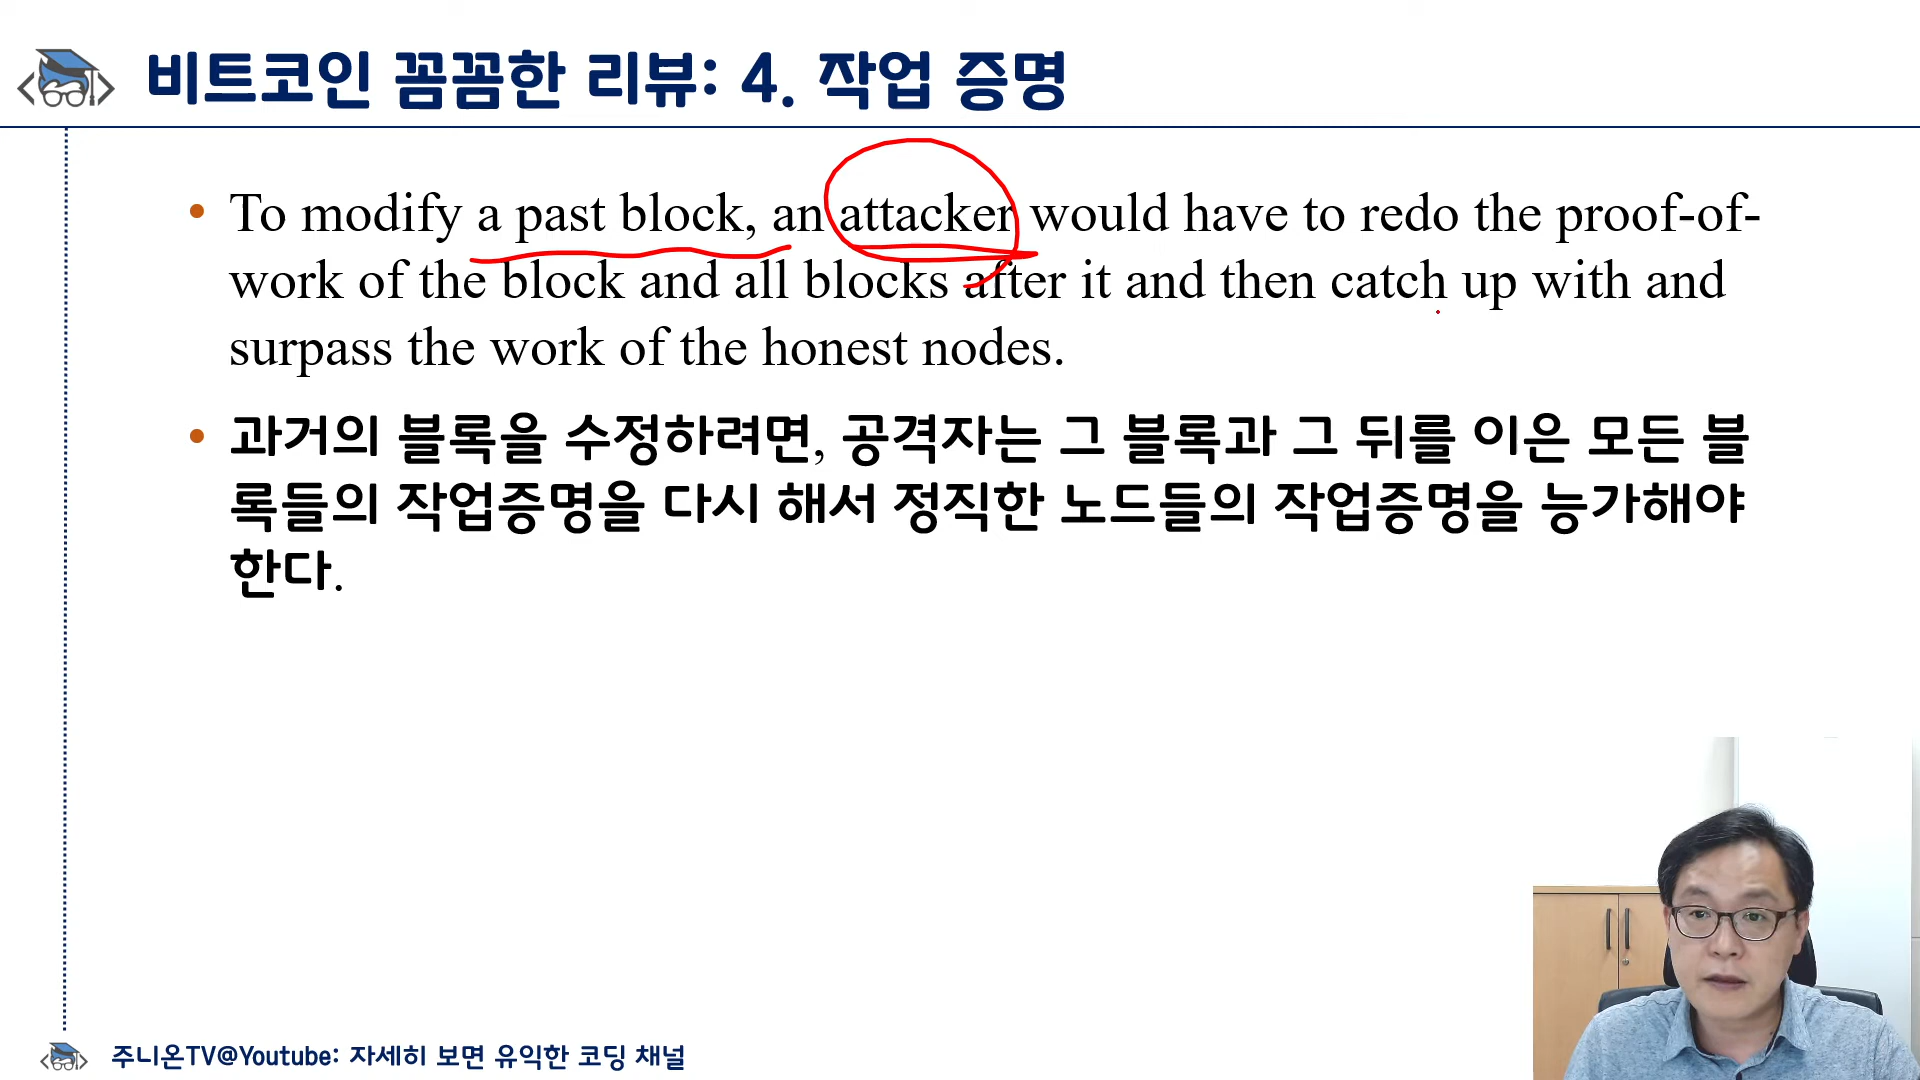 비트코인 꼼꼼한 리뷰: 4. 작업 증명
• To modify a past block, an attacker would have to redo the proof-of-
work of the block and all blocks after it and then catch up with and
surpass the work of the honest nodes.
• 과거의 블록을 수정하려면, 공격자는 그 블록과 그 뒤를 이은 모든 블
록들의 작업증명을 다시 해서 정직한 노드들의 작업증명을 능가해야
한다.
주니온TV@Youtube: 자세히 보면 유익한 코딩 채널